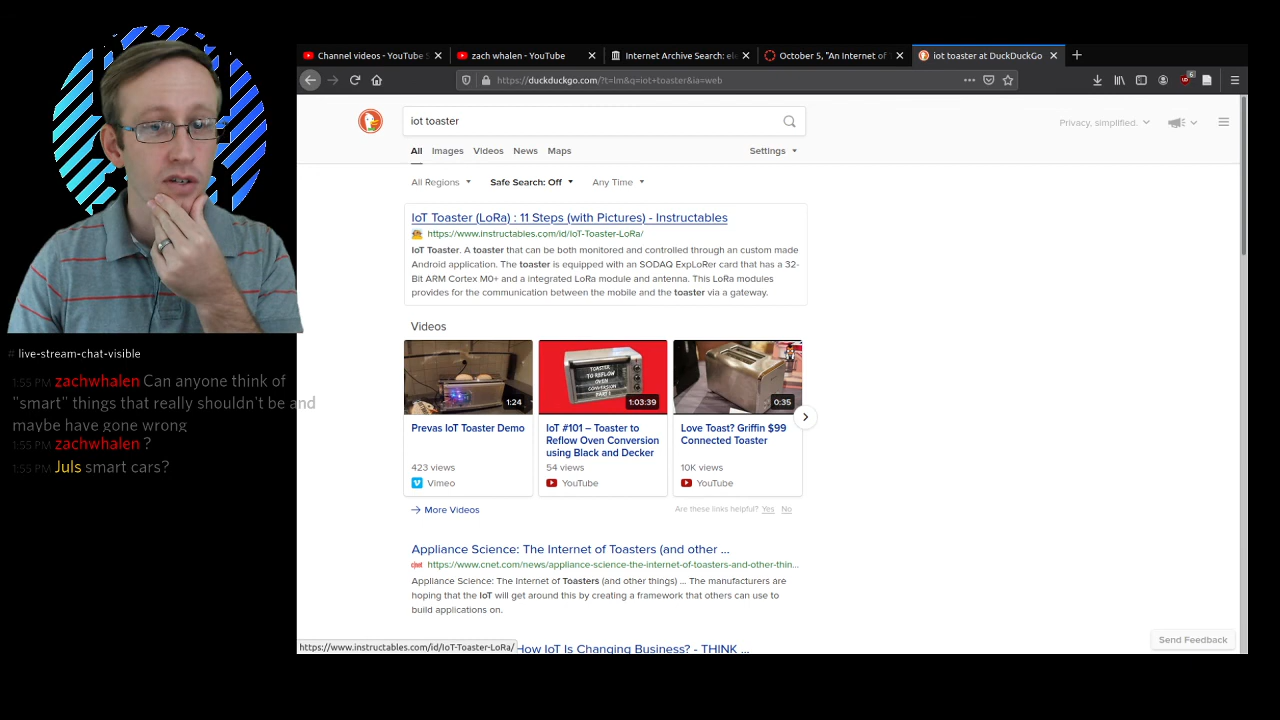 Channel videos - YouTube S
zach whalen - YouTube
Internet Archive Search: ele
October 5, "An Internet of
iot toaster at DuckDuckGo
https://duckduckgo.com/?t=lm&q=iot+toaster&ia=web
6
iot toaster
Privacy, simplified.
All Images Videos News Maps
Settings
All Regions Safe Search: Off Any Time
IoT Toaster (LoRa) : 11 Steps (with Pictures) - Instructables
https://www.instructables.com/id/IoT-Toaster-LoRa/
IoT Toaster. A toaster that can be both monitored and controlled through an custom made
Android application. The toaster is equipped with an SODAQ ExpLoRer card that has a 32-
Bit ARM Cortex M0+ and a integrated LoRa module and antenna. This LoRa modules
provides for the communication between the mobile and the toaster via a gateway.
Videos
1:24
TOASTER
TO REFLOW
OVEN
CONVERSION
PART 1
1:03:39
0:35
Prevas IoT Toaster Demo
423 views
Vimeo
IoT #101 – Toaster to
Reflow Oven Conversion
using Black and Decker
54 views
YouTube
Love Toast? Griffin $99
Connected Toaster
10K views
YouTube
More Videos
Are these links helpful? Yes No
Appliance Science: The Internet of Toasters (and other ...
cnet
https://www.cnet.com/news/appliance-science-the-internet-of-toasters-and-other-thin...
Appliance Science: The Internet of Toasters (and other things) ... The manufacturers are
hoping that the IoT will get around this by creating a framework that others can use to
build applications on.
How IoT Is Changing Business? - THINK ...
https://www.instructables.com/id/IoT-Toaster-LoRa/
Send Feedback
# live-stream-chat-visible
1:55 PM zachwhalen Can anyone think of
"smart" things that really shouldn't be and
maybe have gone wrong
1:55 PM zachwhalen ?
1:55 PM Juls smart cars?